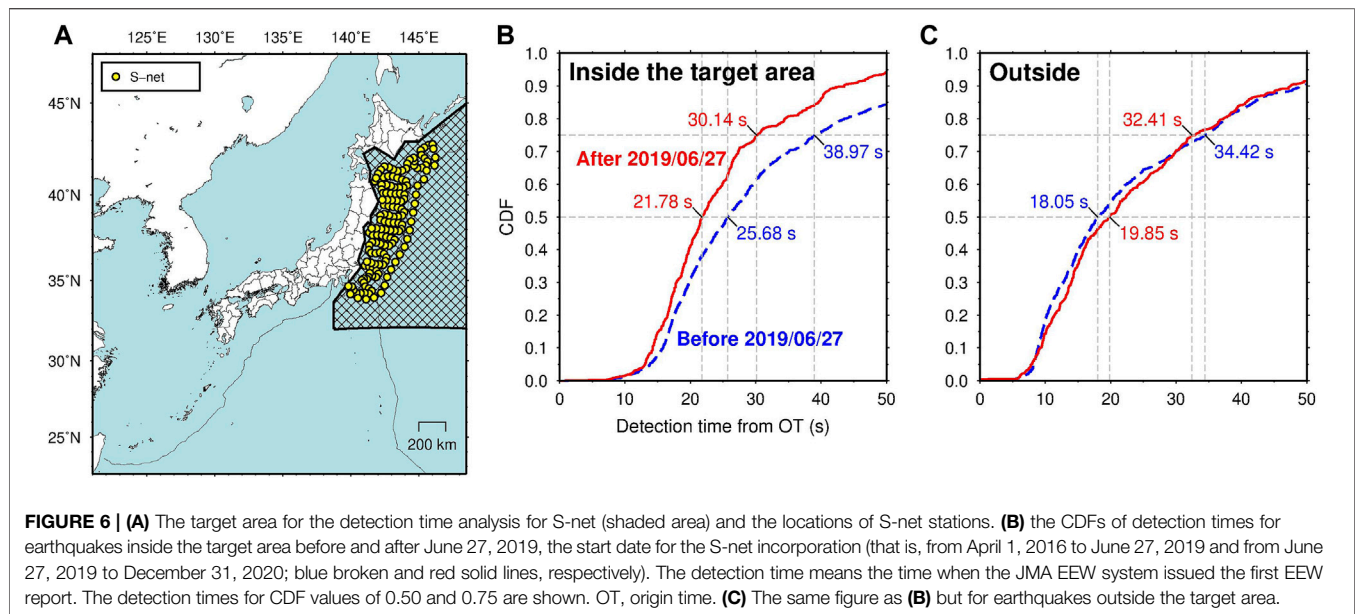 A
125°E 130°E 135°E 140°E 145°E
S−net
45°N
40°N
35°N
30°N
25°N
200 km
B
1.0
0.9
0.8
0.7
0.6
0.5
0.4
0.3
0.2
0.1
0.0
CDF
Inside the target area
30.14 s
After 2019/06/27
38.97 s
21.78 s
25.68 s
Before 2019/06/27
0 10 20 30 40 50
Detection time from OT (s)
C
1.0
0.9
0.8
0.7
0.6
0.5
0.4
0.3
0.2
0.1
0.0
Outside
32.41 s
34.42 s
18.05 s
19.85 s
0 10 20 30 40 50
FIGURE 6 | (A) The target area for the detection time analysis for S-net (shaded area) and the locations of S-net stations. (B) the CDFs of detection times for
earthquakes inside the target area before and after June 27, 2019, the start date for the S-net incorporation (that is, from April 1, 2016 to June 27, 2019 and from June
27, 2019 to December 31, 2020; blue broken and red solid lines, respectively). The detection time means the time when the JMA EEW system issued the first EEW
report. The detection times for CDF values of 0.50 and 0.75 are shown. OT, origin time. (C) The same figure as (B) but for earthquakes outside the target area.